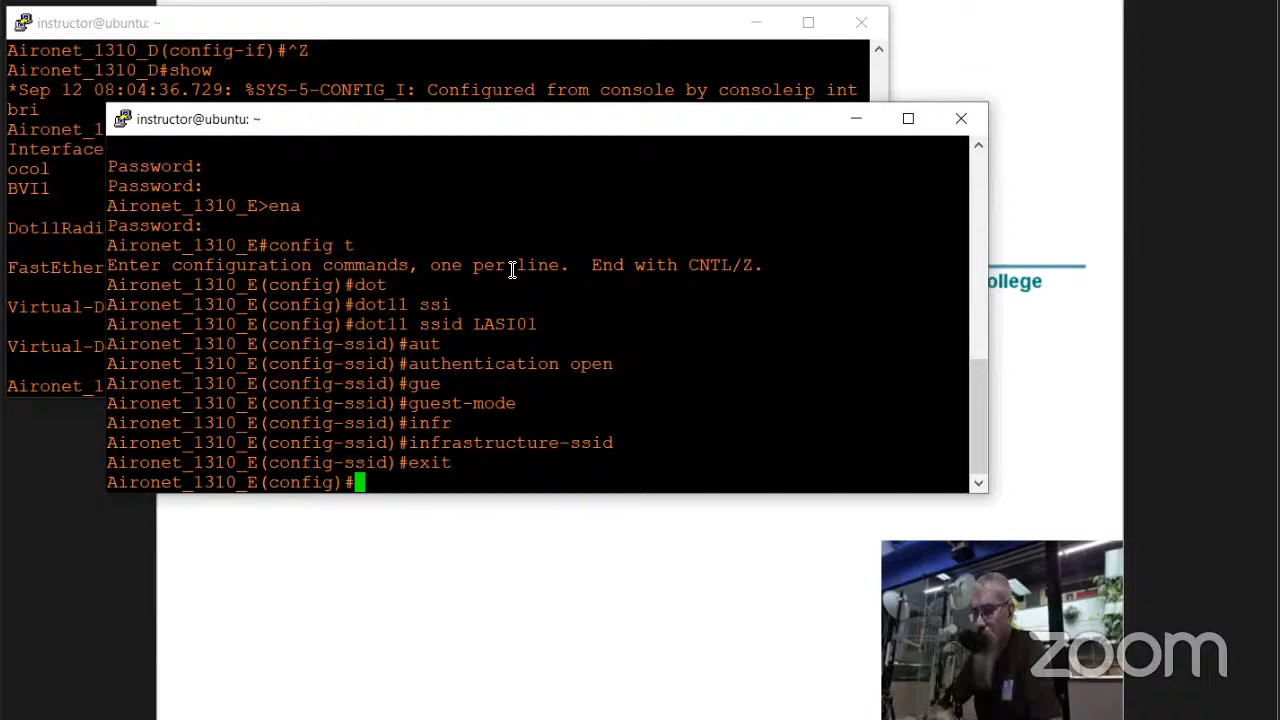 instructor@ubuntu: ~
Aironet_1310_D(config-if)#^Z
Aironet_1310_D#show
*Sep 12 08:04:36.729: %SYS-5-CONFIG_I: Configured from console by consoleip int
bri
Aironet_1
Interface
ocol
BVI1
Dot11Radi
FastEther
Virtual-D
Virtual-D
Aironet_1
instructor@ubuntu: ~
Password:
Password:
Aironet_1310_E>ena
Password:
Aironet_1310_E#config t
Enter configuration commands, one per line.  End with CNTL/Z.
Aironet_1310_E(config)#dot
Aironet_1310_E(config)#dot11 ssi
Aironet_1310_E(config)#dot11 ssid LASI01
Aironet_1310_E(config-ssid)#aut
Aironet_1310_E(config-ssid)#authentication open
Aironet_1310_E(config-ssid)#gue
Aironet_1310_E(config-ssid)#guest-mode
Aironet_1310_E(config-ssid)#infr
Aironet_1310_E(config-ssid)#infrastructure-ssid
Aironet_1310_E(config-ssid)#exit
Aironet_1310_E(config)#
ollege
zoom